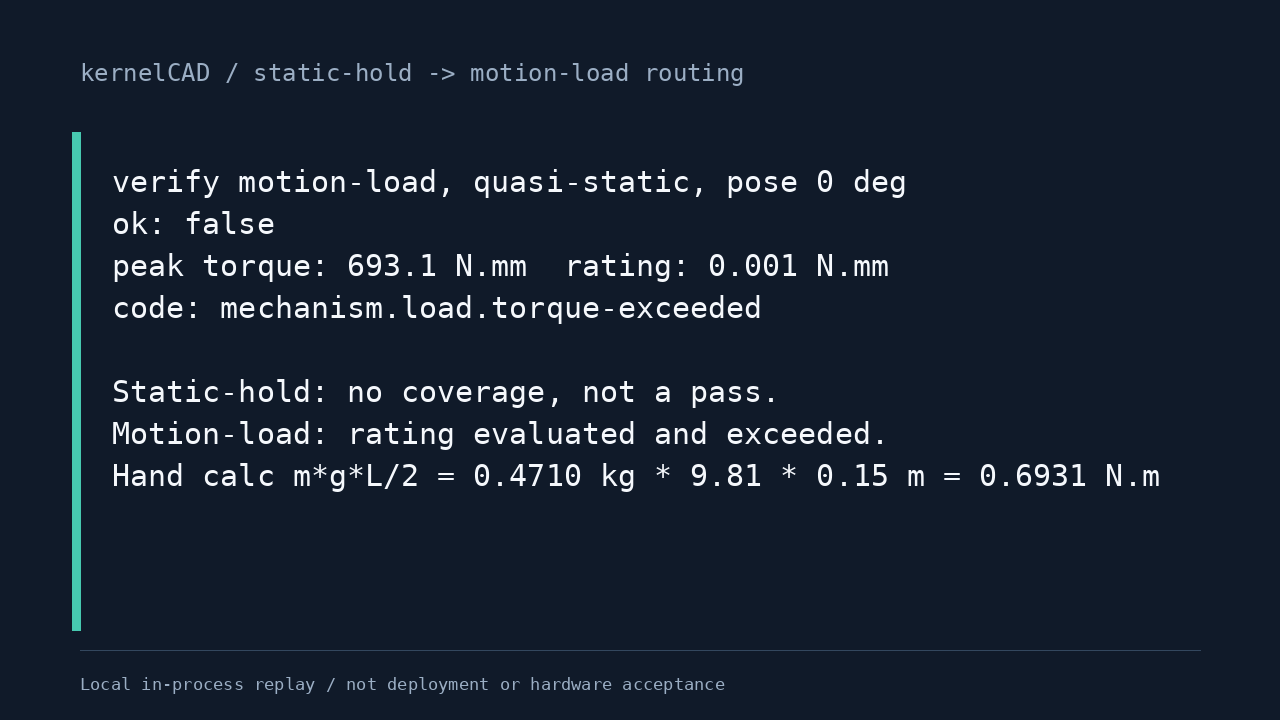 kernelCAD / static-hold -> motion-load routing
verify motion-load, quasi-static, pose 0 deg
ok: false
peak torque: 693.1 N.mm  rating: 0.001 N.mm
code: mechanism.load.torque-exceeded
Static-hold: no coverage, not a pass.
Motion-load: rating evaluated and exceeded.
Hand calc m*g*L/2 = 0.4710 kg * 9.81 * 0.15 m = 0.6931 N.m
Local in-process replay / not deployment or hardware acceptance